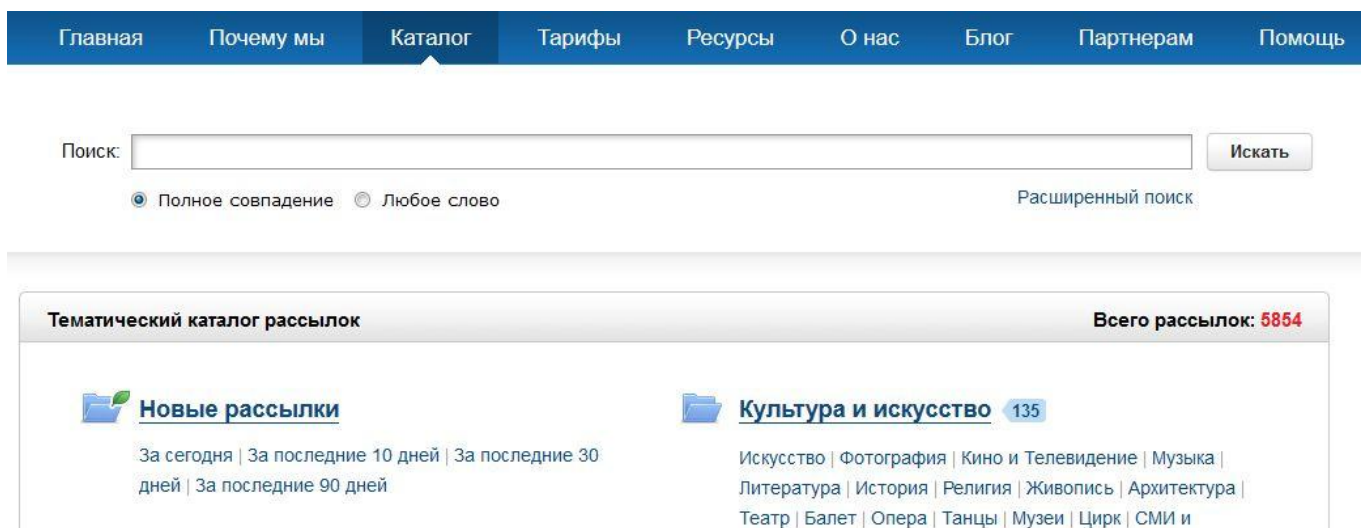 Главная Почему мы Каталог Тарифы Ресурсы О нас Блог Партнерам Помощь
Поиск: Искать
Полное совпадение Любое слово Расширенный поиск
Тематический каталог рассылок Всего рассылок: 5854
Новые рассылки
За сегодня | За последние 10 дней | За последние 30
дней | За последние 90 дней
Культура и искусство 135
Искусство | Фотография | Кино и Телевидение | Музыка |
Литература | История | Религия | Живопись | Архитектура |
Театр | Балет | Опера | Танцы | Музеи | Цирк | СМИ и